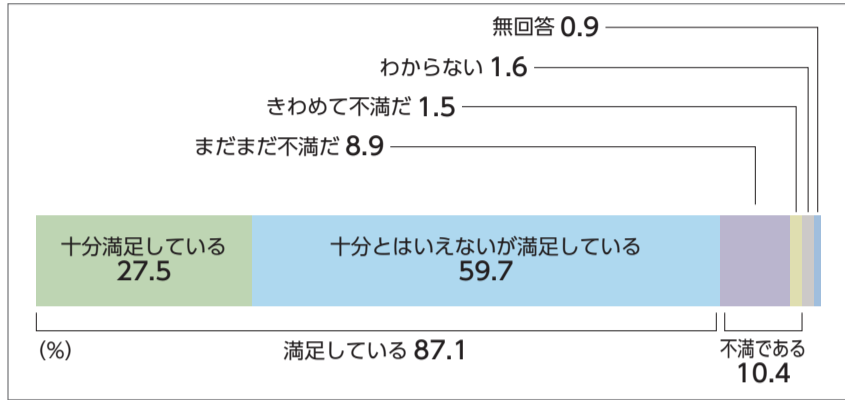 無回答 0.9
わからない 1.6
きわめて不満だ 1.5
まだまだ不満だ 8.9
十分満足している
27.5
十分とはいえないが満足している
59.7
(%)
満足している 87.1
不満である
10.4